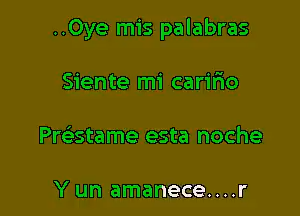 ..Oye mis palabras
Siente mi cariño
Préstame esta noche
Y un amanece....r